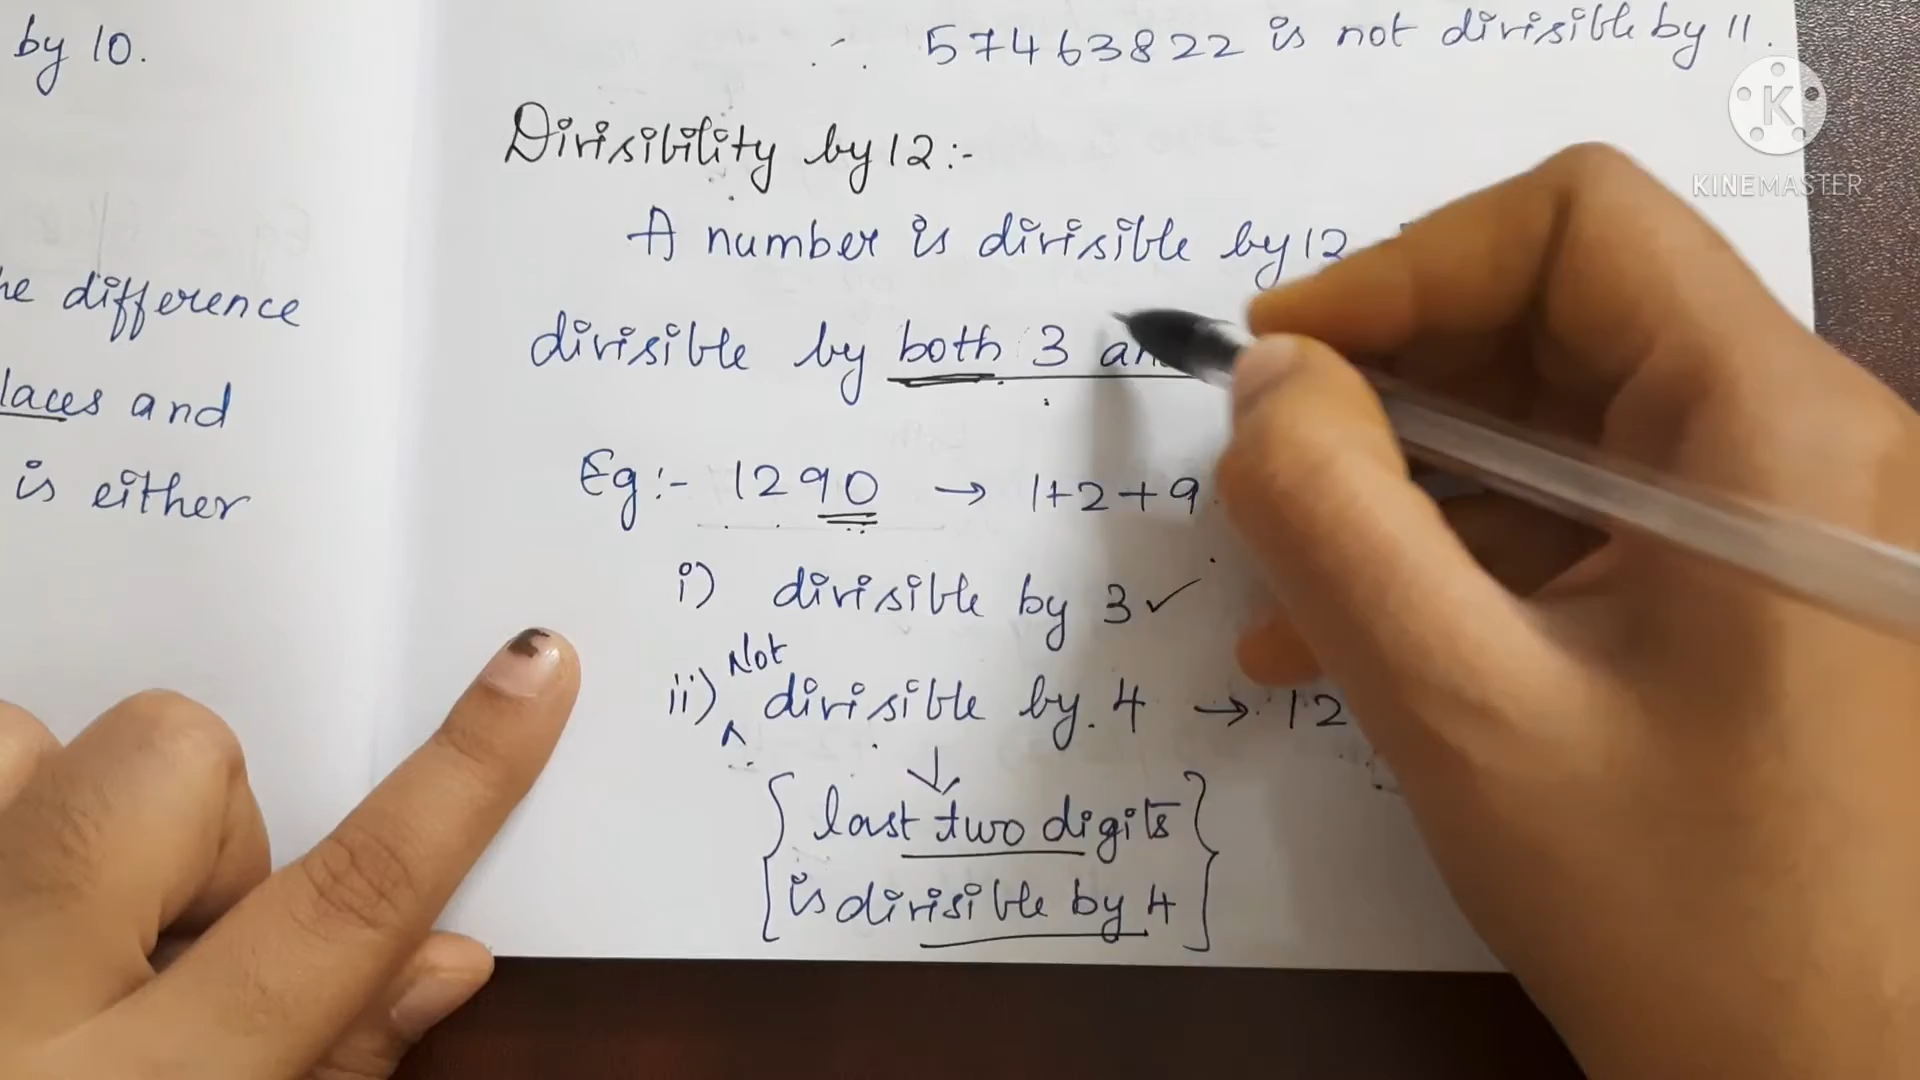 by 10.
he difference
laces and
is either
∴ 57463822 is not divisible by 11.
Divisibility by 12:-
A number is divisible by 12
divisible by both 3 an
Eg:- 1290 → 1+2+9
i) divisible by 3 ✓
Not
ii) ^ divisible by 4 → 12
↓
{ last two digits
is divisible by 4 }
KINEMASTER